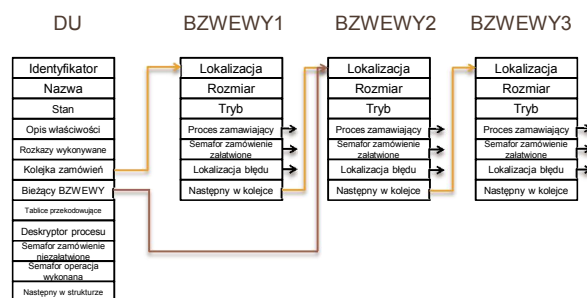 DU
BZWEWY1
BZWEWY2
BZWEWY3
Identyfikator
Nazwa
Stan
Opis właściwości
Rozkazy wykonywane
Kolejka zamówień
Bieżący BZWEWY
Tablice przekodowujące
Deskryptor procesu
Semafor zamówienie
niezałatwione
Semafor operacja
wykonana
Następny w strukturze
Lokalizacja
Rozmiar
Tryb
Proces zamawiający
Semafor zamówienie
załatwione
Lokalizacja błędu
Następny w kolejce
Lokalizacja
Rozmiar
Tryb
Proces zamawiający
Semafor zamówienie
załatwione
Lokalizacja błędu
Następny w kolejce
Lokalizacja
Rozmiar
Tryb
Proces zamawiający
Semafor zamówienie
załatwione
Lokalizacja błędu
Następny w kolejce